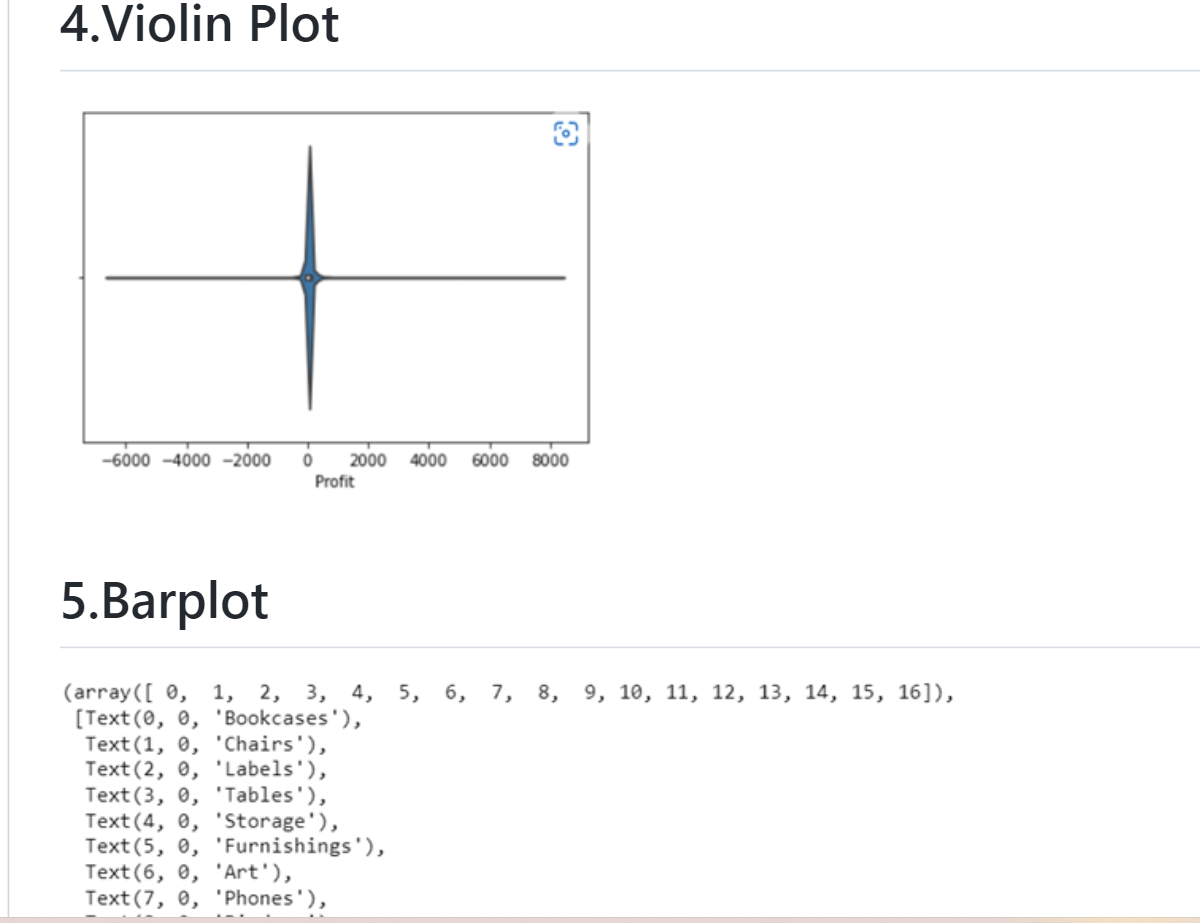 4.Violin Plot
−6000 −4000 −2000 0 2000 4000 6000 8000
Profit
5.Barplot
(array([ 0,  1,  2,  3,  4,  5,  6,  7,  8,  9, 10, 11, 12, 13, 14, 15, 16]),
[Text(0, 0, 'Bookcases'),
Text(1, 0, 'Chairs'),
Text(2, 0, 'Labels'),
Text(3, 0, 'Tables'),
Text(4, 0, 'Storage'),
Text(5, 0, 'Furnishings'),
Text(6, 0, 'Art'),
Text(7, 0, 'Phones'),